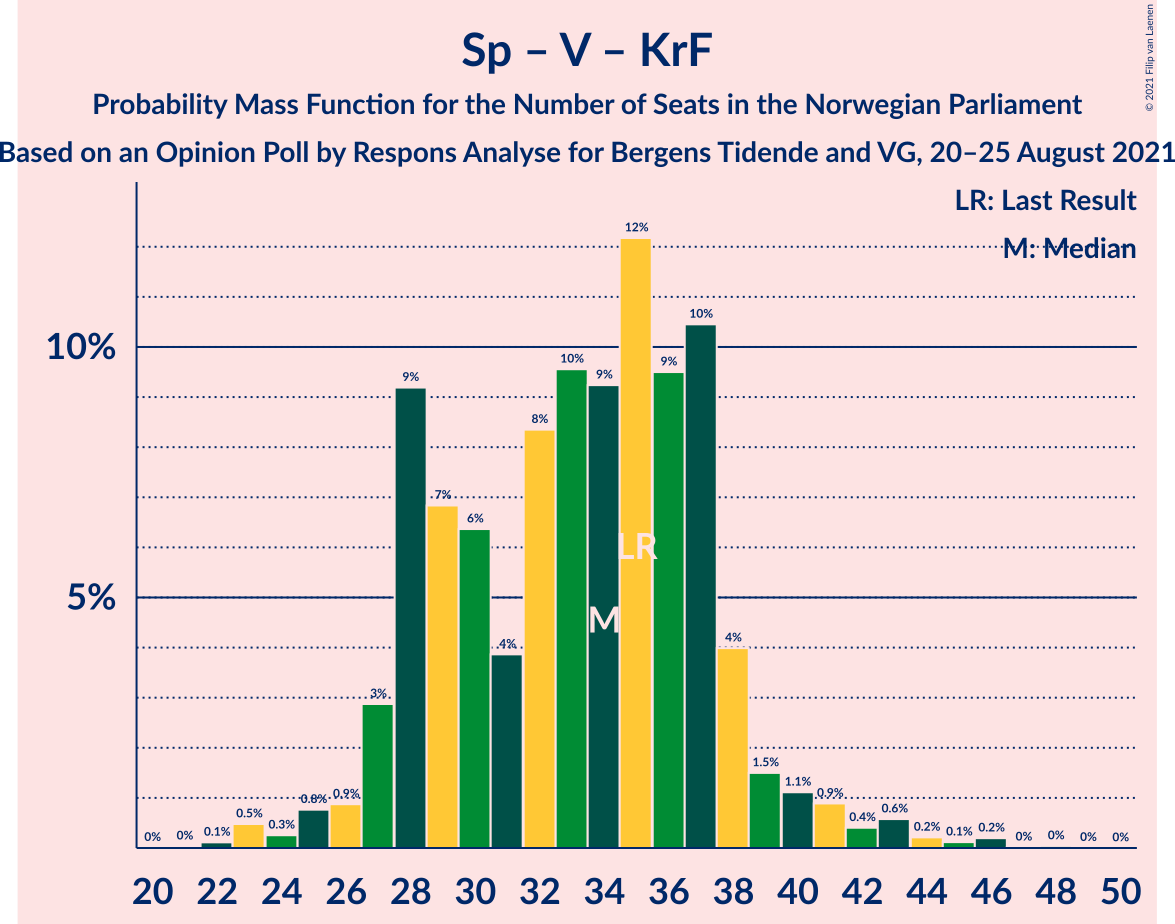 Sp – V – KrF
Probability Mass Function for the Number of Seats in the Norwegian Parliament
Based on an Opinion Poll by Respons Analyse for Bergens Tidende and VG, 20–25 August 2021
© 2021 Filip van Laenen
LR: Last Result
M: Median
10%
5%
0% 0% 0.1% 0.5% 0.3% 0.8% 0.9% 3% 9% 7% 6% 4% 8% 10% 9% 12% 9% 10% 4% 1.5% 1.1% 0.9% 0.4% 0.6% 0.2% 0.1% 0.2% 0% 0% 0% 0%
LR
M
20 22 24 26 28 30 32 34 36 38 40 42 44 46 48 50